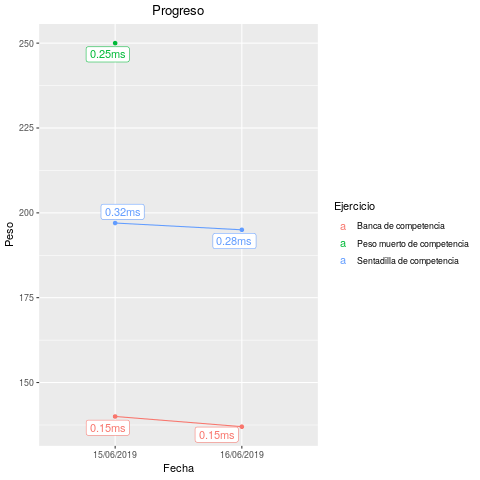 Progreso
250
225
200
175
150
Peso
0.25ms
0.32ms
0.28ms
0.15ms
0.15ms
15/06/2019
16/06/2019
Fecha
Ejercicio
a Banca de competencia
a Peso muerto de competencia
a Sentadilla de competencia